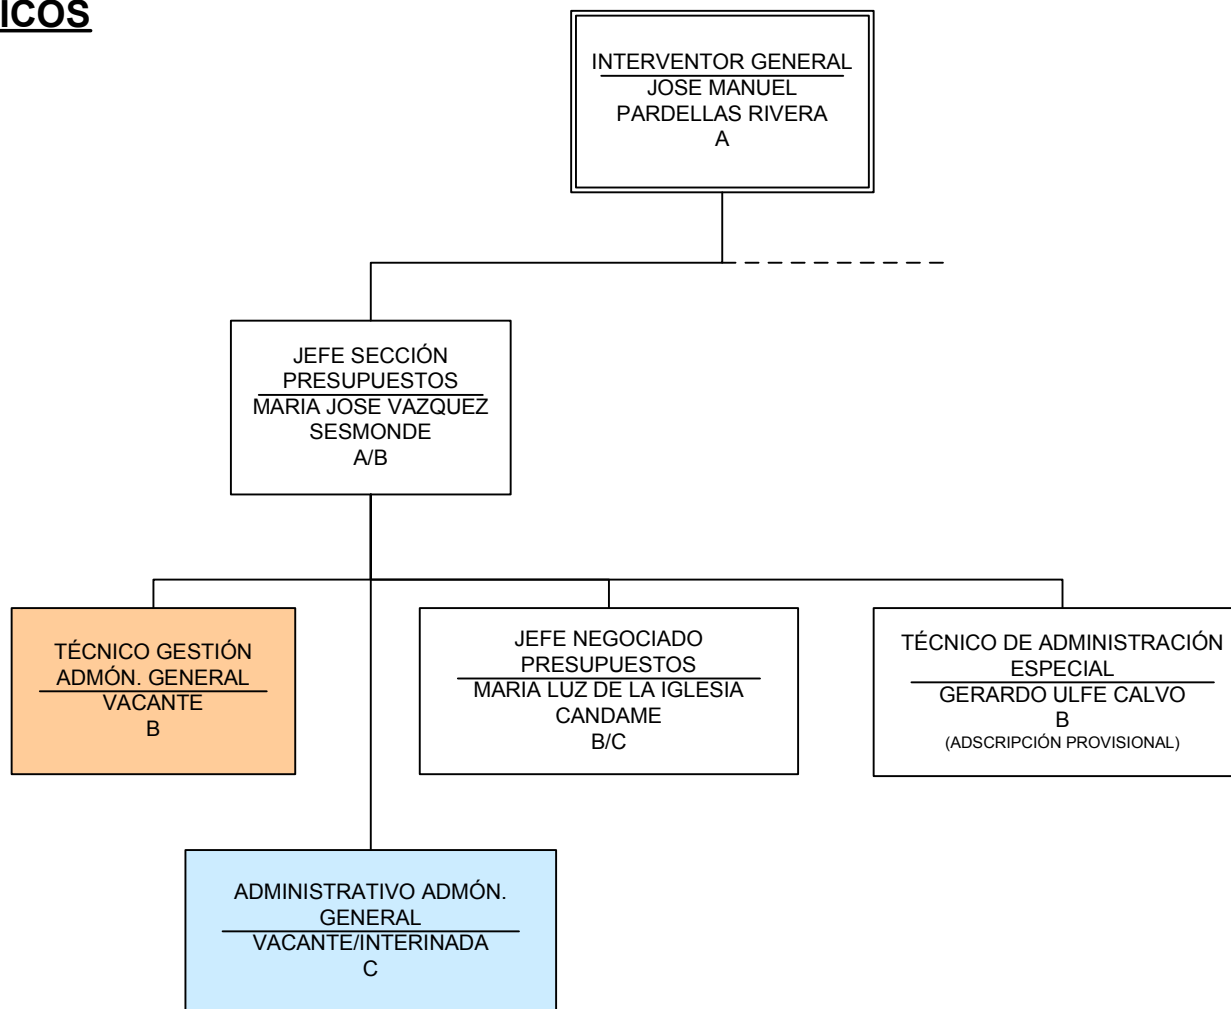 ICOS
INTERVENTOR GENERAL
JOSE MANUEL
PARDELLAS RIVERA
A
JEFE SECCIÓN
PRESUPUESTOS
MARIA JOSE VAZQUEZ
SESMONDE
A/B
TÉCNICO GESTIÓN
ADMÓN. GENERAL
VACANTE
B
JEFE NEGOCIADO
PRESUPUESTOS
MARIA LUZ DE LA IGLESIA
CANDAME
B/C
TÉCNICO DE ADMINISTRACIÓN
ESPECIAL
GERARDO ULFE CALVO
B
(ADSCRIPCIÓN PROVISIONAL)
ADMINISTRATIVO ADMÓN.
GENERAL
VACANTE/INTERINADA
C